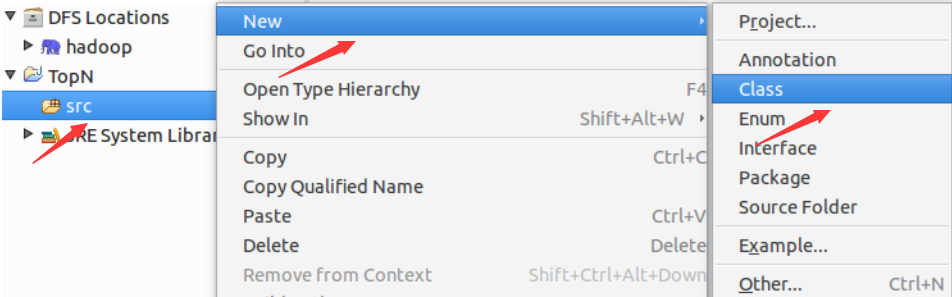 DFS Locations
hadoop
TopN
src
JRE System Librar
New
Go Into
Open Type Hierarchy F4
Show In Shift+Alt+W
Copy Ctrl+C
Copy Qualified Name
Paste Ctrl+V
Delete Delete
Remove from Context Shift+Ctrl+Alt+Down
Project...
Annotation
Class
Enum
Interface
Package
Source Folder
Example...
Other... Ctrl+N